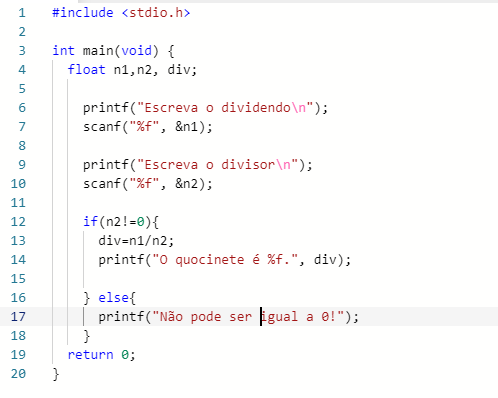 1 #include <stdio.h>
2
3 int main(void) {
4 float n1,n2, div;
5
6 printf("Escreva o dividendo\n");
7 scanf("%f", &n1);
8
9 printf("Escreva o divisor\n");
10 scanf("%f", &n2);
11
12 if(n2!=0){
13 div=n1/n2;
14 printf("O quocinete é %f.", div);
15
16 } else{
17 printf("Não pode ser igual a 0!");
18 }
19 return 0;
20 }